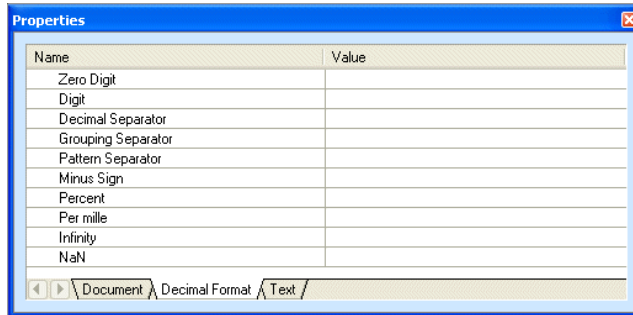 Properties
Name Value
Zero Digit
Digit
Decimal Separator
Grouping Separator
Pattern Separator
Minus Sign
Percent
Per mille
Infinity
NaN
Document Decimal Format Text